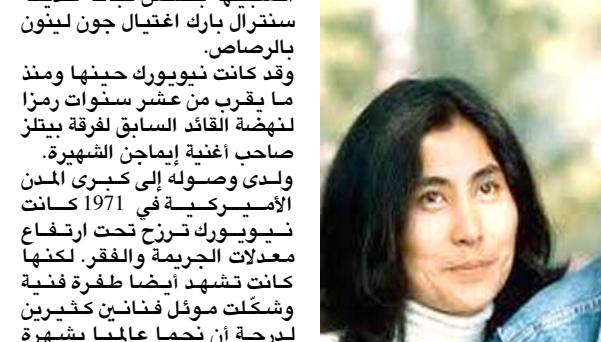 سنترال بارك اغتيال جون لينون
بالرصاص.
وقد كانت نيويورك حينها ومنذ
ما يقرب من عشر سنوات رمزا
لنهضة القائد السابق لفرقة بيتلز
صاحب أغنية إيماجن الشهيرة.
ولدى وصوله إلى كبرى المدن
الأميركية في 1971 كانت
نيويورك ترزح تحت ارتفاع
معدلات الجريمة والفقر. لكنها
كانت تشهد أيضا طفرة فنية
وشكّلت موئل فنانين كثيرين
لدرجة أن نجما عالميا بشهرة